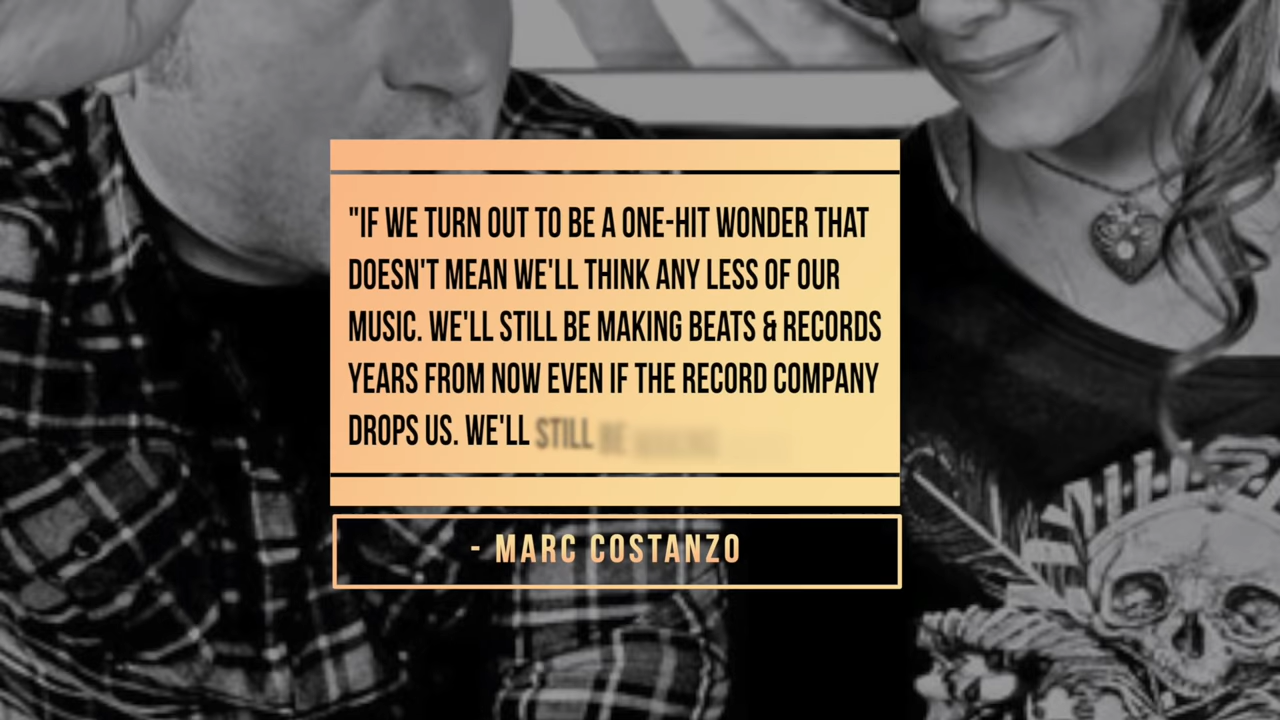 "IF WE TURN OUT TO BE A ONE-HIT WONDER THAT
DOESN'T MEAN WE'LL THINK ANY LESS OF OUR
MUSIC. WE'LL STILL BE MAKING BEATS & RECORDS
YEARS FROM NOW EVEN IF THE RECORD COMPANY
DROPS US. WE'LL STILL BE MAKING
- MARC COSTANZO